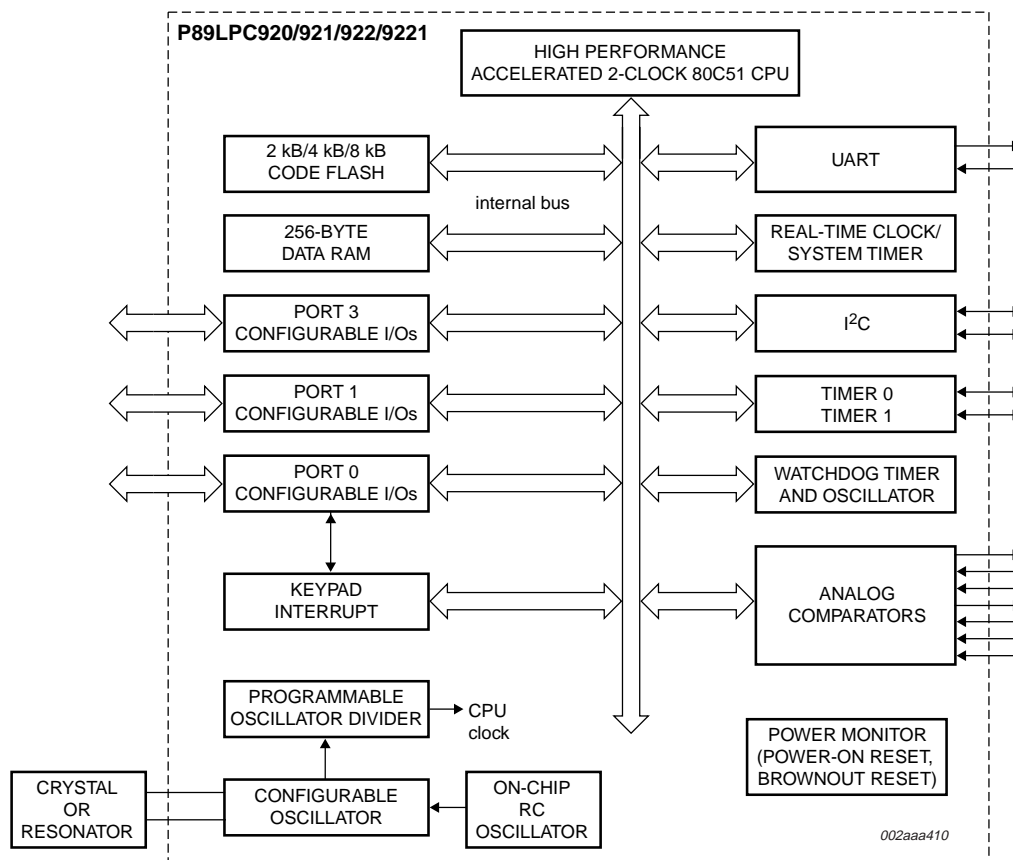 P89LPC920/921/922/9221
HIGH PERFORMANCE
ACCELERATED 2-CLOCK 80C51 CPU
2 kB/4 kB/8 kB
CODE FLASH
UART
internal bus
256-BYTE
DATA RAM
REAL-TIME CLOCK/
SYSTEM TIMER
PORT 3
CONFIGURABLE I/Os
I²C
PORT 1
CONFIGURABLE I/Os
TIMER 0
TIMER 1
PORT 0
CONFIGURABLE I/Os
WATCHDOG TIMER
AND OSCILLATOR
KEYPAD
INTERRUPT
ANALOG
COMPARATORS
PROGRAMMABLE
OSCILLATOR DIVIDER
CPU
clock
POWER MONITOR
(POWER-ON RESET,
BROWNOUT RESET)
CRYSTAL
OR
RESONATOR
CONFIGURABLE
OSCILLATOR
ON-CHIP
RC
OSCILLATOR
002aaa410